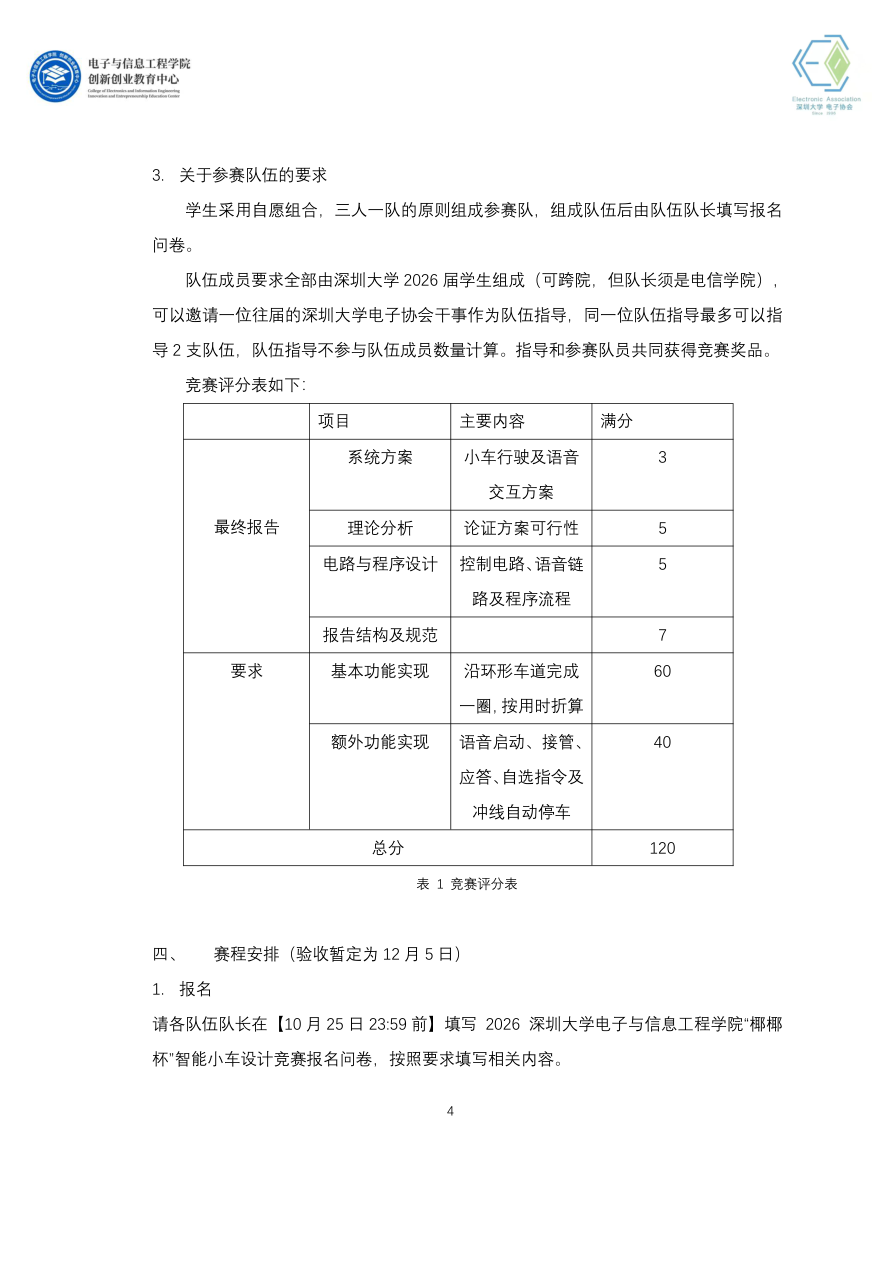 电子与信息工程学院
创新创业教育中心
College of Electronics and Information Engineering
Innovation and Entrepreneurship Education Center
Electronic Association
深圳大学 电子协会
3. 关于参赛队伍的要求
学生采用自愿组合，三人一队的原则组成参赛队，组成队伍后由队伍队长填写报名
问卷。
队伍成员要求全部由深圳大学 2026 届学生组成（可跨院，但队长须是电信学院），
可以邀请一位往届的深圳大学电子协会干事作为队伍指导，同一位队伍指导最多可以指
导 2 支队伍，队伍指导不参与队伍成员数量计算。指导和参赛队员共同获得竞赛奖品。
竞赛评分表如下：
项目 主要内容 满分
系统方案 小车行驶及语音 3
交互方案
最终报告 理论分析 论证方案可行性 5
电路与程序设计 控制电路、语音链 5
路及程序流程
报告结构及规范 7
要求 基本功能实现 沿环形车道完成 60
一圈，按用时折算
额外功能实现 语音启动、接管、 40
应答、自选指令及
冲线自动停车
总分 120
表 1 竞赛评分表
四、 赛程安排（验收暂定为 12 月 5 日）
1. 报名
请各队伍队长在【10 月 25 日 23:59 前】填写 2026 深圳大学电子与信息工程学院“椰椰
杯”智能小车设计竞赛报名问卷，按照要求填写相关内容。
4